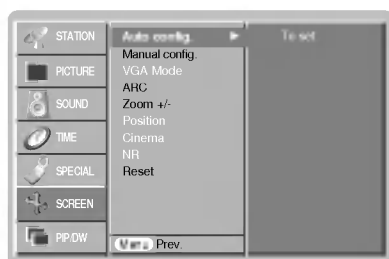 STATION
PICTURE
SOUND
TIME
SPECIAL
SCREEN
PIP/DW
Auto config.
Manual config.
VGA Mode
ARC
Zoom +/-
Position
Cinema
NR
Reset
Menu Prev.
To set